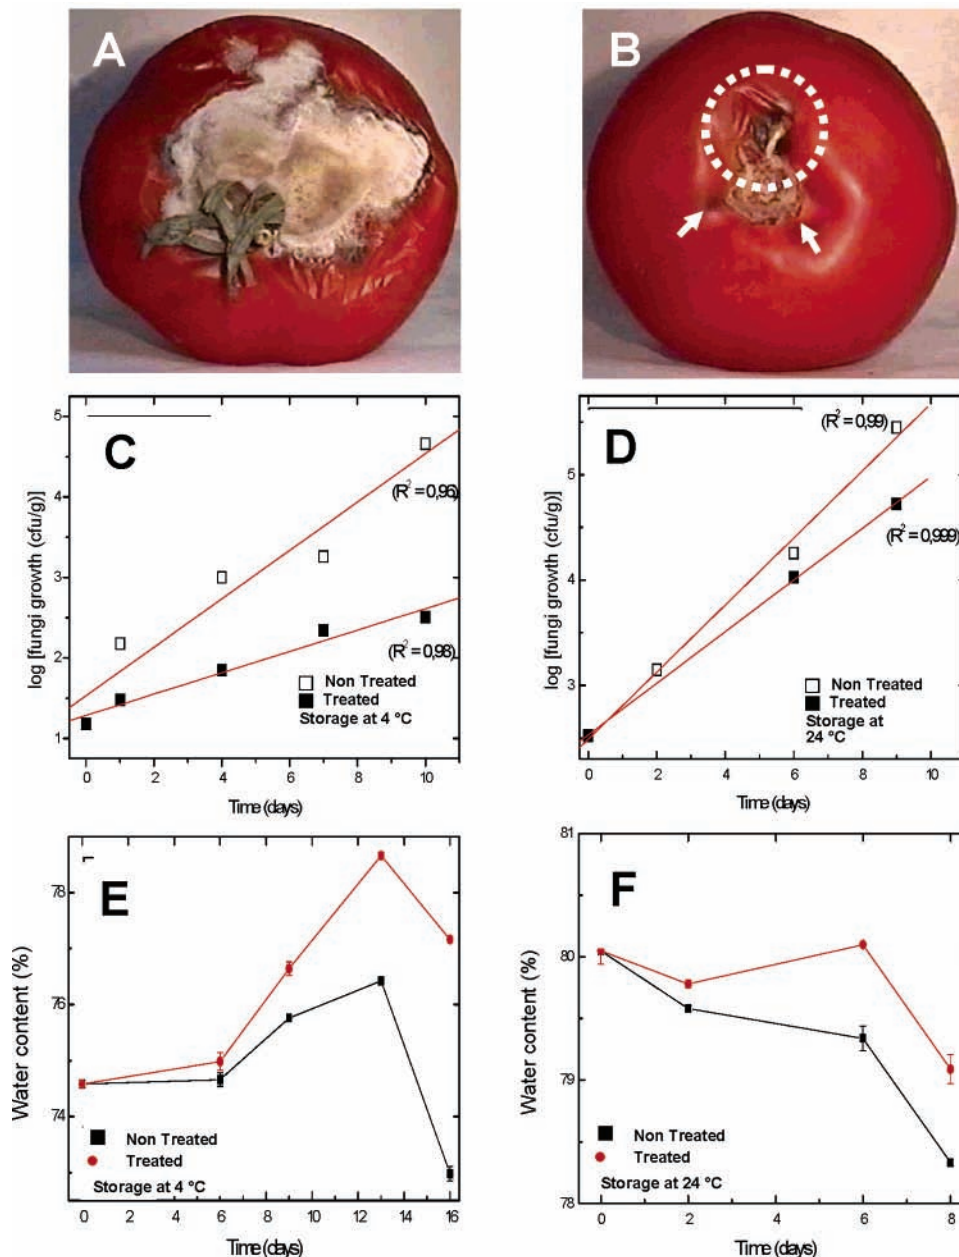 A
B
C
5
4
3
2
1
log [fungi growth (cfu/g)]
(R² = 0,96)
(R² = 0,98)
Non Treated
Treated
Storage at 4 °C
0 2 4 6 8 10
Time (days)
D
5
4
3
log [fungi growth (cfu/g)]
(R² = 0,99)
(R² = 0,999)
Non Treated
Treated
Storage at
24 °C
0 2 4 6 8 10
Time (days)
E
78
76
74
Water content (%)
Non Treated
Treated
Storage at 4 °C
0 2 4 6 8 10 12 14 16
Time (days)
F
81
80
79
78
Water content (%)
Non Treated
Treated
Storage at 24 °C
0 2 4 6 8
Time (days)